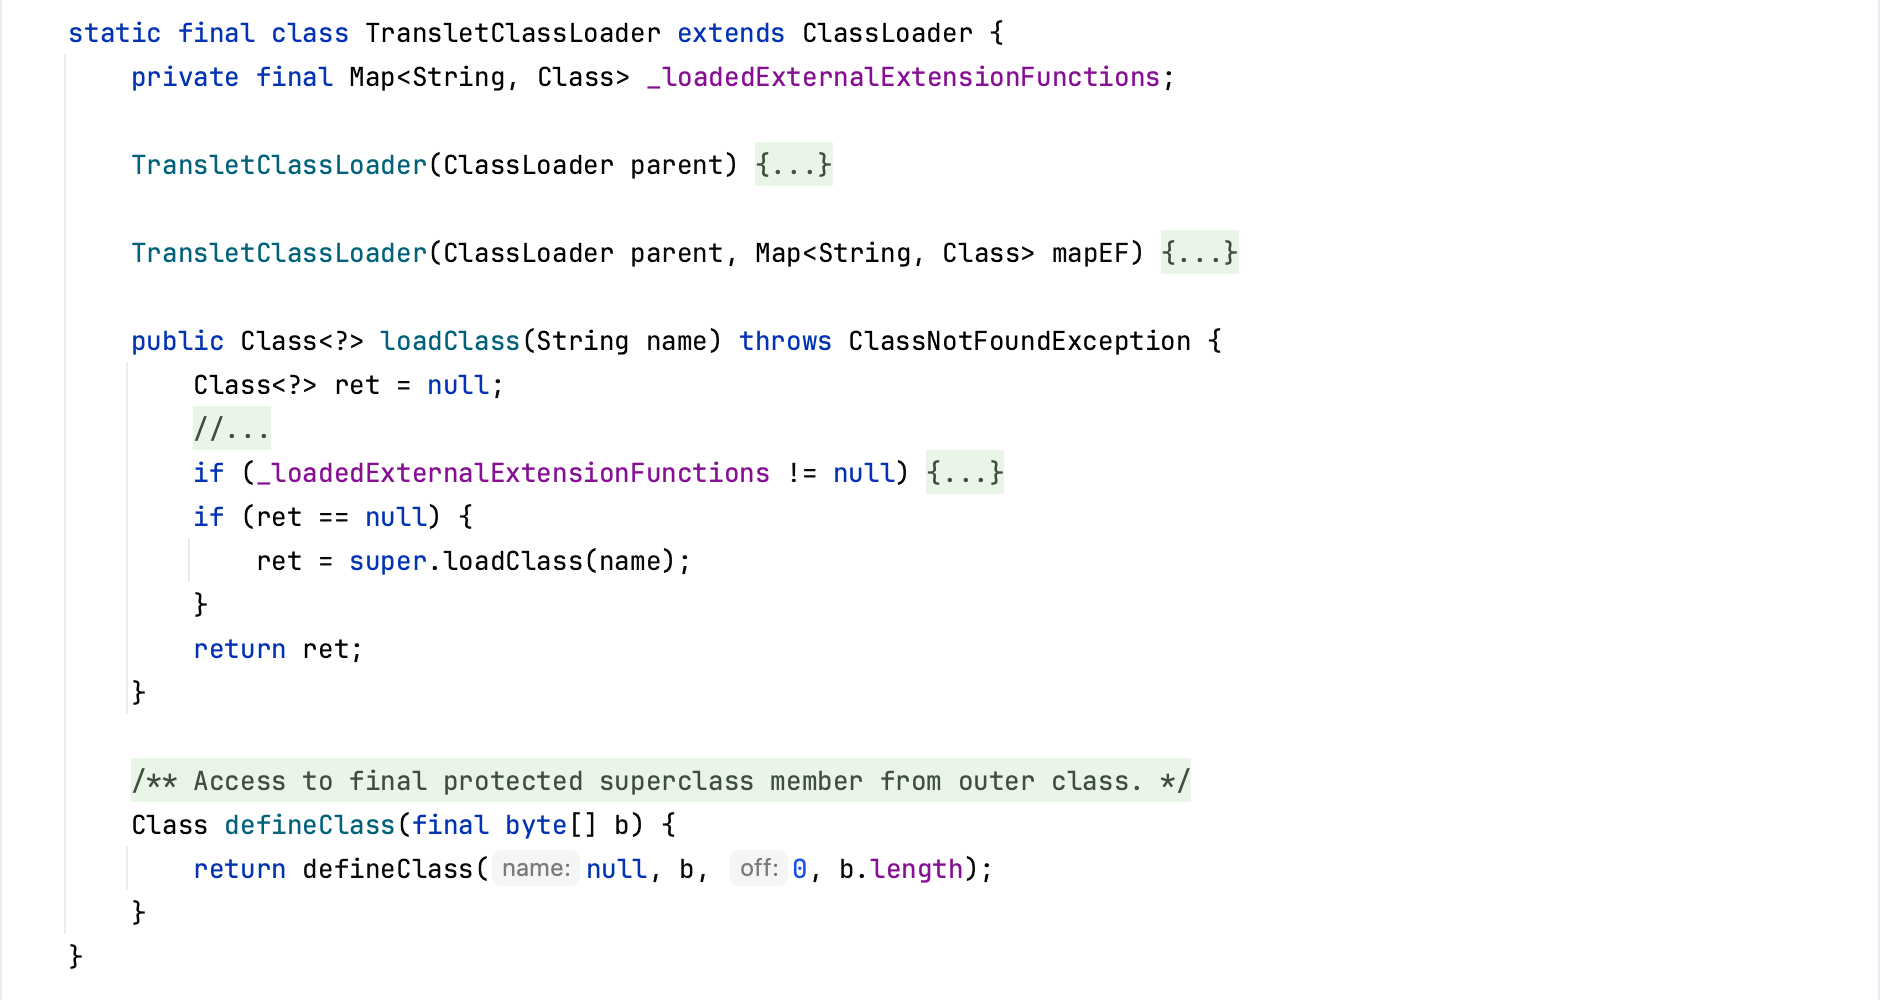 static final class TransletClassLoader extends ClassLoader {
private final Map<String, Class> _loadedExternalExtensionFunctions;
TransletClassLoader(ClassLoader parent) {...}
TransletClassLoader(ClassLoader parent, Map<String, Class> mapEF) {...}
public Class<?> loadClass(String name) throws ClassNotFoundException {
Class<?> ret = null;
//...
if (_loadedExternalExtensionFunctions != null) {...}
if (ret == null) {
ret = super.loadClass(name);
}
return ret;
}
/** Access to final protected superclass member from outer class. */
Class defineClass(final byte[] b) {
return defineClass( name: null, b, off: 0, b.length);
}
}